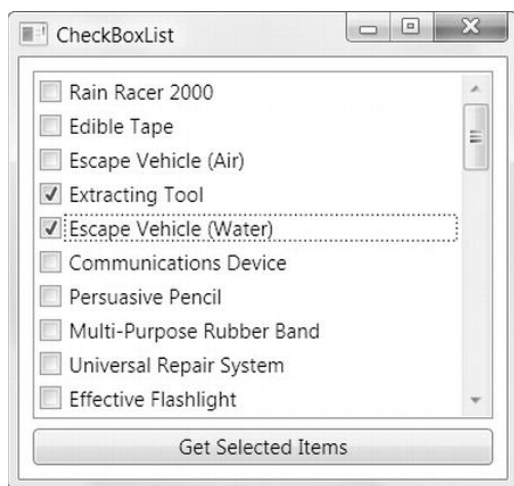 CheckBoxList
Rain Racer 2000
Edible Tape
Escape Vehicle (Air)
Extracting Tool
Escape Vehicle (Water)
Communications Device
Persuasive Pencil
Multi-Purpose Rubber Band
Universal Repair System
Effective Flashlight
Get Selected Items